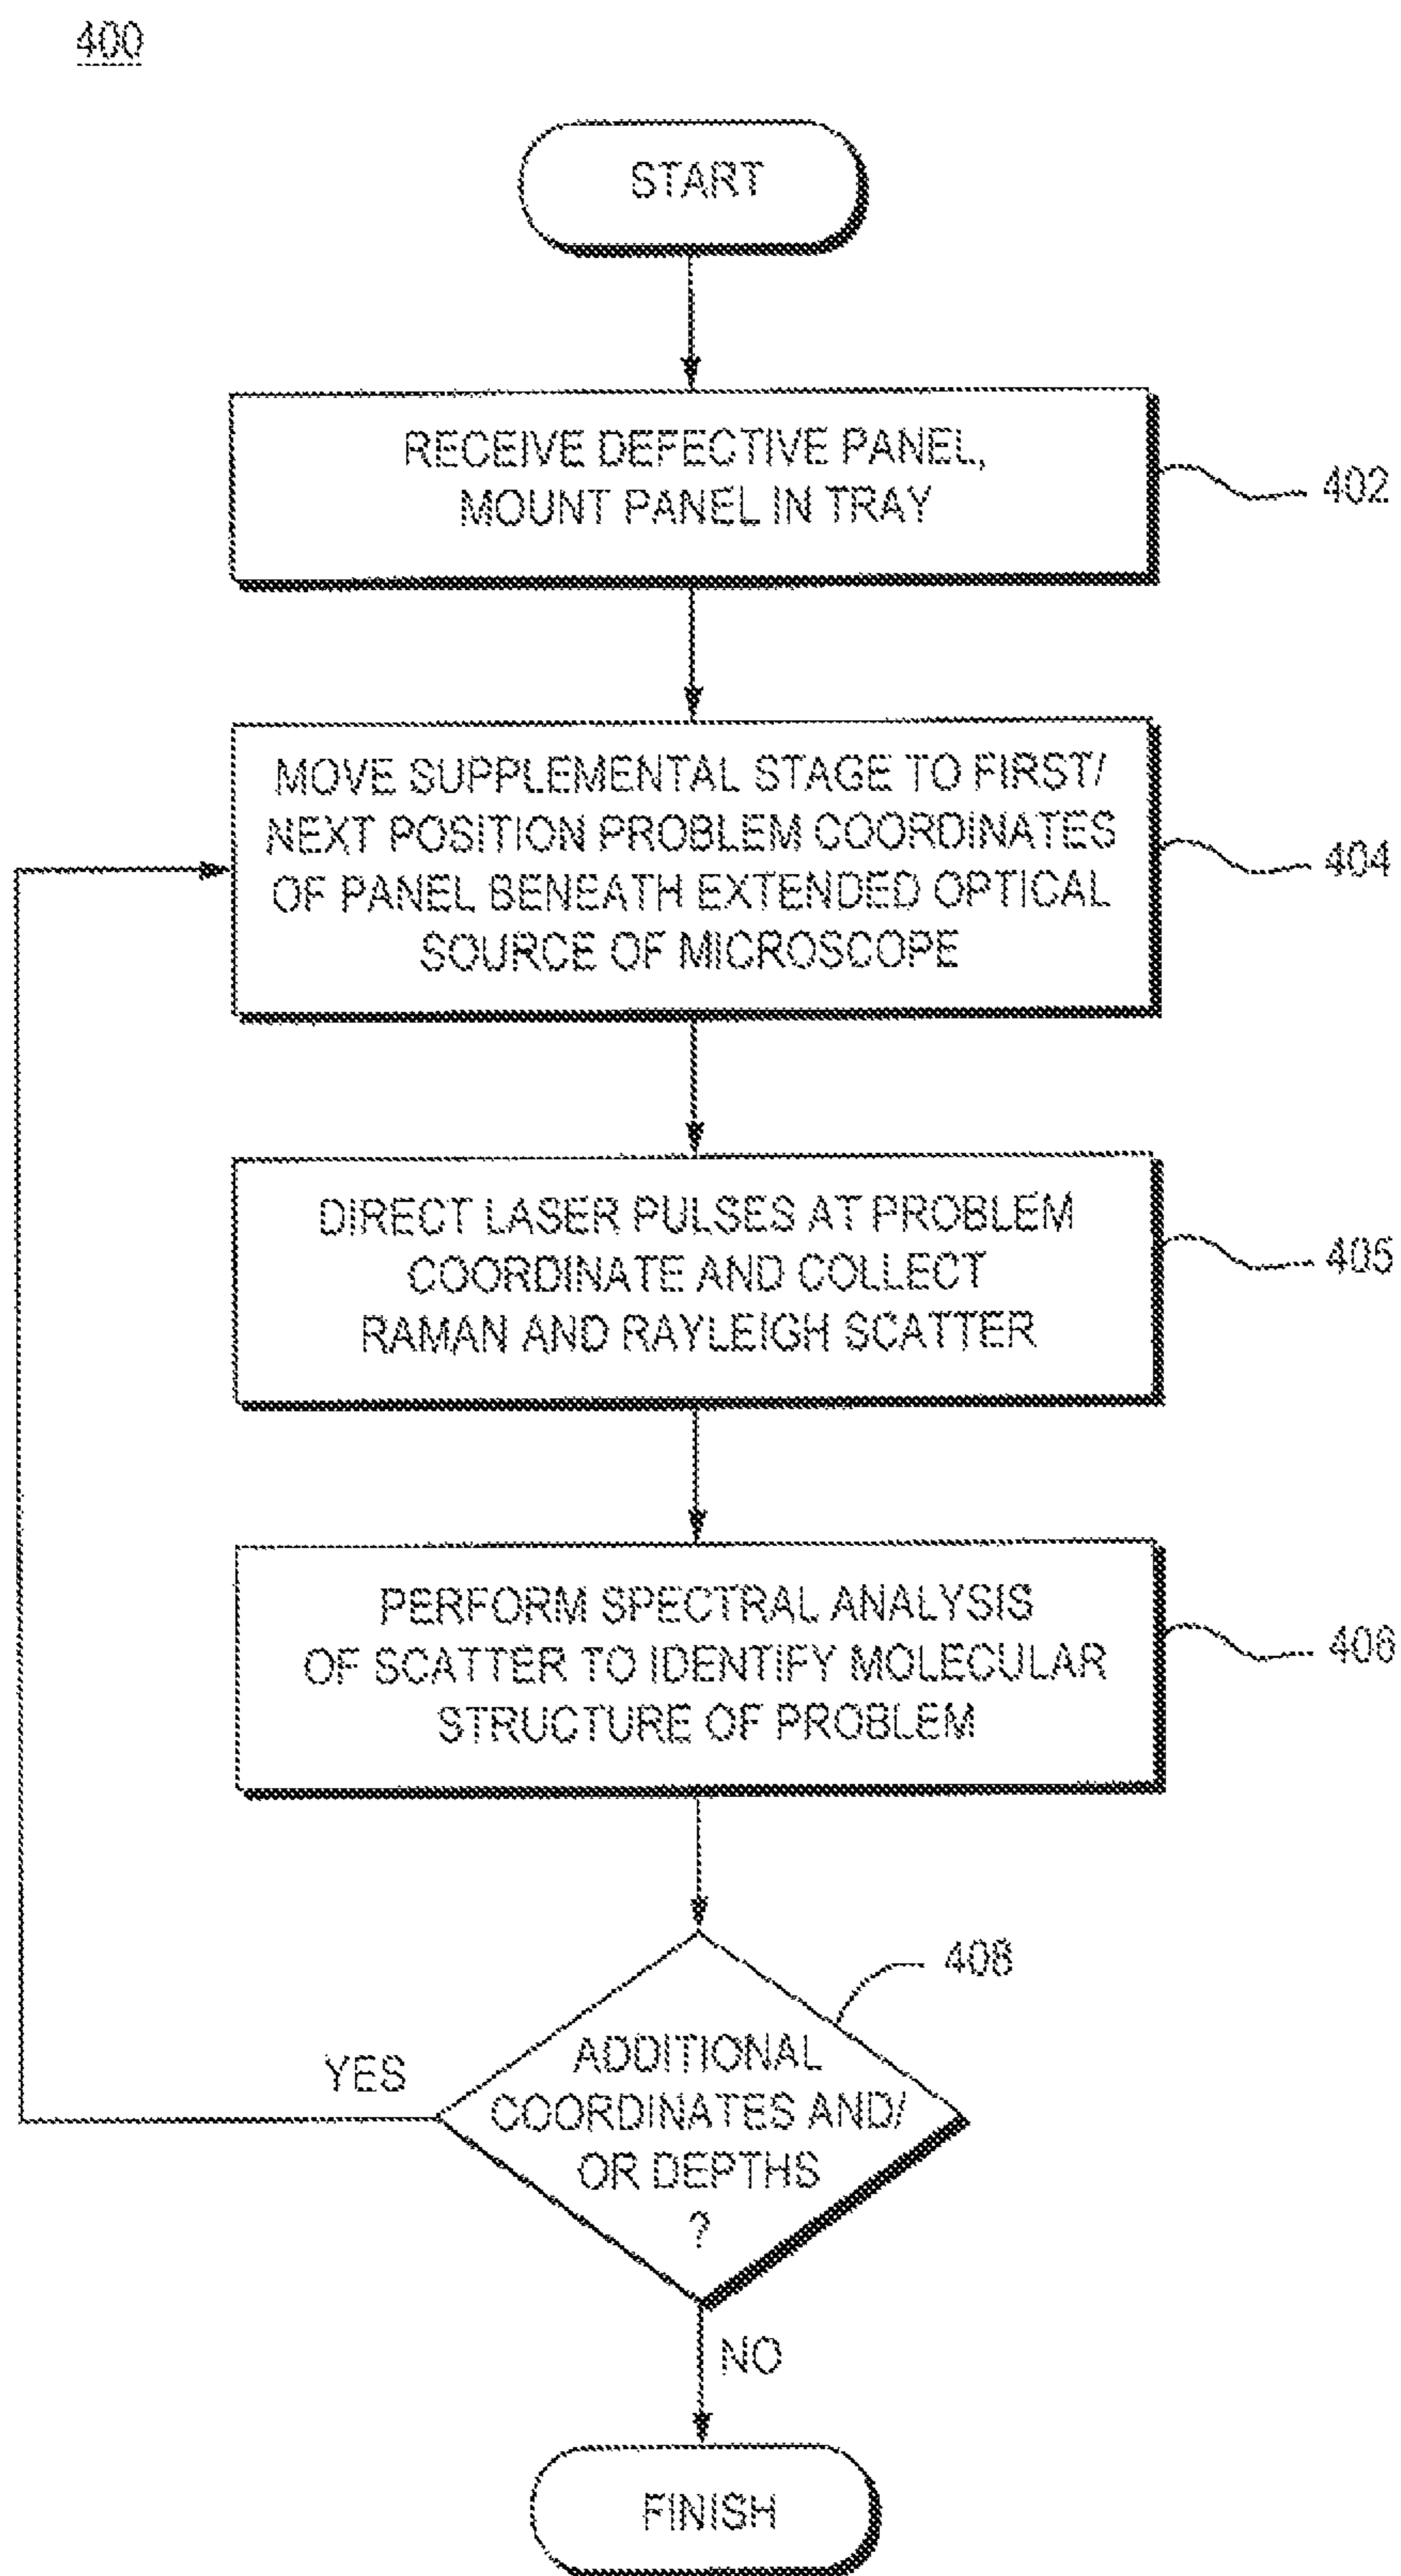 400
START
RECEIVE DEFECTIVE PANEL,
MOUNT PANEL IN TRAY
402
MOVE SUPPLEMENTAL STAGE TO FIRST/
NEXT POSITION PROBLEM COORDINATES
OF PANEL BENEATH EXTENDED OPTICAL
SOURCE OF MICROSCOPE
404
DIRECT LASER PULSES AT PROBLEM
COORDINATE AND COLLECT
RAMAN AND RAYLEIGH SCATTER
405
PERFORM SPECTRAL ANALYSIS
OF SCATTER TO IDENTIFY MOLECULAR
STRUCTURE OF PROBLEM
406
408
ADDITIONAL
COORDINATES AND/
OR DEPTHS
?
YES
NO
FINISH